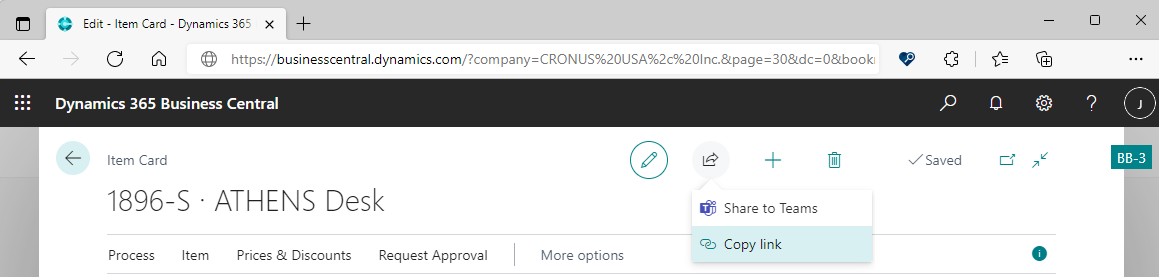 Edit - Item Card - Dynamics 365
https://businesscentral.dynamics.com/?company=CRONUS%20USA%2c%20Inc.&page=30&dc=0&bookr
Dynamics 365 Business Central
J
Item Card
Saved
BB-3
1896-S · ATHENS Desk
Share to Teams
Copy link
Process
Item
Prices & Discounts
Request Approval
More options